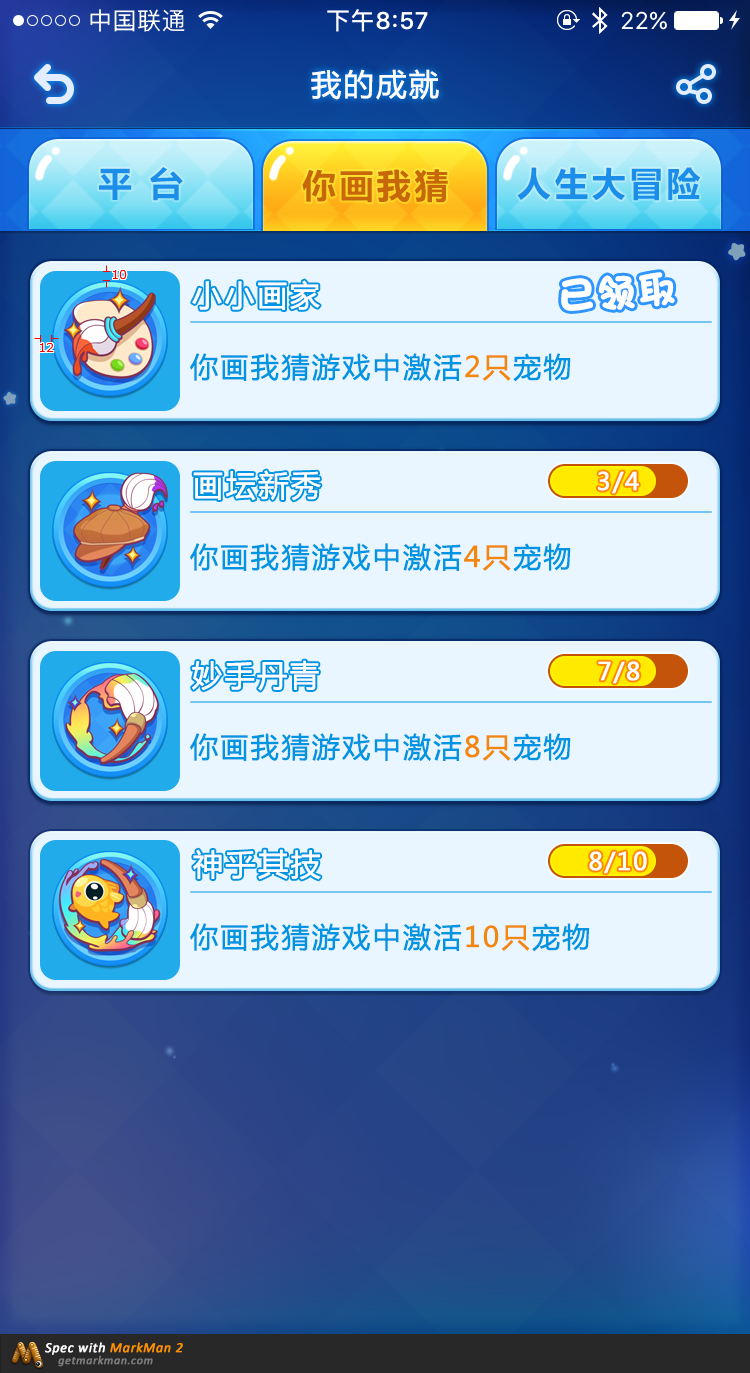 中国联通 下午8:57 22%
我的成就
平台 你画我猜 人生大冒险
10
12
小小画家 已领取
你画我猜游戏中激活2只宠物
画坛新秀 3/4
你画我猜游戏中激活4只宠物
妙手丹青 7/8
你画我猜游戏中激活8只宠物
神乎其技 8/10
你画我猜游戏中激活10只宠物
Spec with MarkMan 2
getmarkman.com